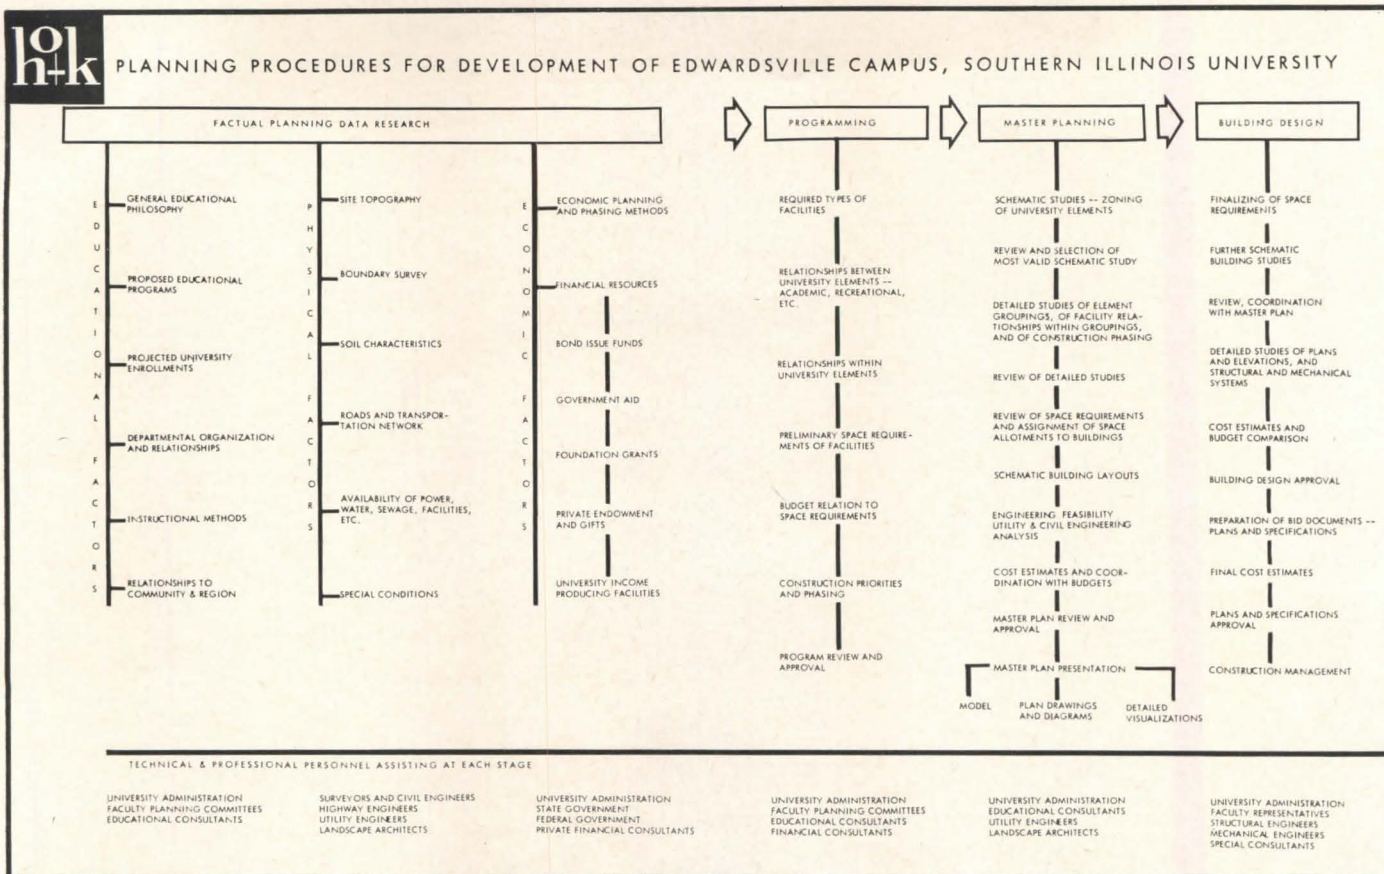 ho+k
PLANNING PROCEDURES FOR DEVELOPMENT OF EDWARDSVILLE CAMPUS, SOUTHERN ILLINOIS UNIVERSITY
FACTUAL PLANNING DATA RESEARCH
EDUCATIONAL FACTORS
GENERAL EDUCATIONAL
PHILOSOPHY
PROPOSED EDUCATIONAL
PROGRAMS
PROJECTED UNIVERSITY
ENROLLMENTS
DEPARTMENTAL ORGANIZATION
AND RELATIONSHIPS
INSTRUCTIONAL METHODS
RELATIONSHIPS TO
COMMUNITY & REGION
PHYSICAL FACTORS
SITE TOPOGRAPHY
BOUNDARY SURVEY
SOIL CHARACTERISTICS
ROADS AND TRANSPOR-
TATION NETWORK
AVAILABILITY OF POWER,
WATER, SEWAGE, FACILITIES,
ETC.
SPECIAL CONDITIONS
ECONOMIC FACTORS
ECONOMIC PLANNING
AND PHASING METHODS
FINANCIAL RESOURCES
BOND ISSUE FUNDS
GOVERNMENT AID
FOUNDATION GRANTS
PRIVATE ENDOWMENT
AND GIFTS
UNIVERSITY INCOME
PRODUCING FACILITIES
PROGRAMMING
REQUIRED TYPES OF
FACILITIES
RELATIONSHIPS BETWEEN
UNIVERSITY ELEMENTS --
ACADEMIC, RECREATIONAL,
ETC.
RELATIONSHIPS WITHIN
UNIVERSITY ELEMENTS
PRELIMINARY SPACE REQUIRE-
MENTS OF FACILITIES
BUDGET RELATION TO
SPACE REQUIREMENTS
CONSTRUCTION PRIORITIES
AND PHASING
PROGRAM REVIEW AND
APPROVAL
MASTER PLANNING
SCHEMATIC STUDIES -- ZONING
OF UNIVERSITY ELEMENTS
REVIEW AND SELECTION OF
MOST VALID SCHEMATIC STUDY
DETAILED STUDIES OF ELEMENT
GROUPINGS, OF FACILITY RELA-
TIONSHIPS WITHIN GROUPINGS,
AND OF CONSTRUCTION PHASING
REVIEW OF DETAILED STUDIES
REVIEW OF SPACE REQUIREMENTS
AND ASSIGNMENT OF SPACE
ALLOTMENTS TO BUILDINGS
SCHEMATIC BUILDING LAYOUTS
ENGINEERING FEASIBILITY
UTILITY & CIVIL ENGINEERING
ANALYSIS
COST ESTIMATES AND COOR-
DINATION WITH BUDGETS
MASTER PLAN REVIEW AND
APPROVAL
MASTER PLAN PRESENTATION
MODEL
PLAN DRAWINGS
AND DIAGRAMS
DETAILED
VISUALIZATIONS
BUILDING DESIGN
FINALIZING OF SPACE
REQUIREMENTS
FURTHER SCHEMATIC
BUILDING STUDIES
REVIEW, COORDINATION
WITH MASTER PLAN
DETAILED STUDIES OF PLANS
AND ELEVATIONS, AND
STRUCTURAL AND MECHANICAL
SYSTEMS
COST ESTIMATES AND
BUDGET COMPARISON
BUILDING DESIGN APPROVAL
PREPARATION OF BID DOCUMENTS --
PLANS AND SPECIFICATIONS
FINAL COST ESTIMATES
PLANS AND SPECIFICATIONS
APPROVAL
CONSTRUCTION MANAGEMENT
TECHNICAL & PROFESSIONAL PERSONNEL ASSISTING AT EACH STAGE
UNIVERSITY ADMINISTRATION
FACULTY PLANNING COMMITTEES
EDUCATIONAL CONSULTANTS
SURVEYORS AND CIVIL ENGINEERS
HIGHWAY ENGINEERS
UTILITY ENGINEERS
LANDSCAPE ARCHITECTS
UNIVERSITY ADMINISTRATION
STATE GOVERNMENT
FEDERAL GOVERNMENT
PRIVATE FINANCIAL CONSULTANTS
UNIVERSITY ADMINISTRATION
FACULTY PLANNING COMMITTEES
EDUCATIONAL CONSULTANTS
FINANCIAL CONSULTANTS
UNIVERSITY ADMINISTRATION
EDUCATIONAL CONSULTANTS
UTILITY ENGINEERS
LANDSCAPE ARCHITECTS
UNIVERSITY ADMINISTRATION
FACULTY REPRESENTATIVES
STRUCTURAL ENGINEERS
MECHANICAL ENGINEERS
SPECIAL CONSULTANTS